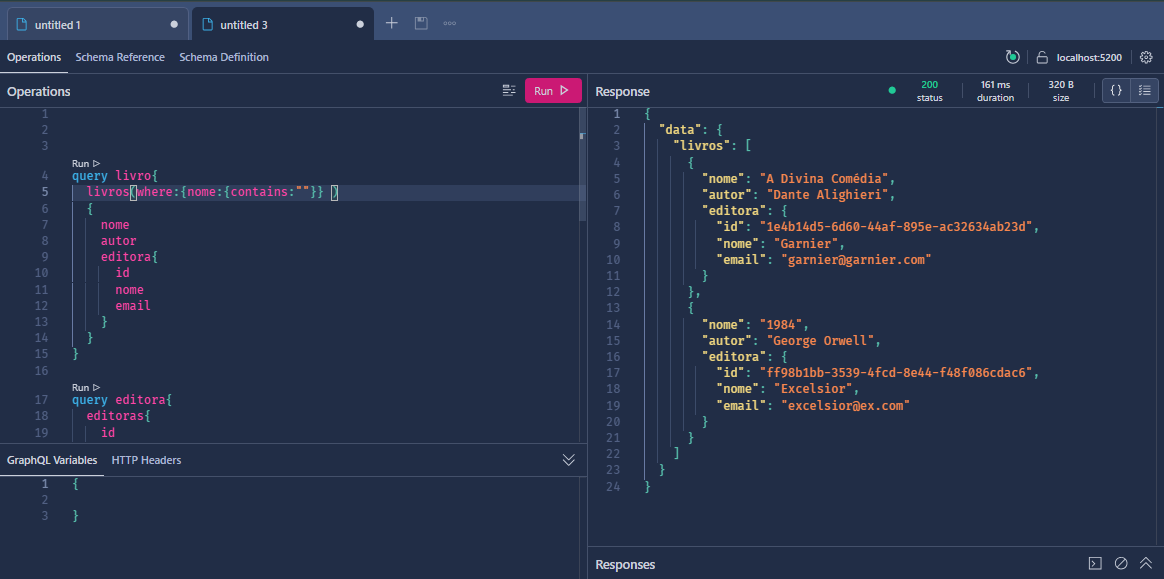 untitled 1
untitled 3
Operations
Schema Reference
Schema Definition
localhost:5200
Operations
Run
1
2
3
Run
4 query livro{
5 livros(where:{nome:{contains:""}} )
6 {
7 nome
8 autor
9 editora{
10 id
11 nome
12 email
13 }
14 }
15 }
16
Run
17 query editora{
18 editoras{
19 id
GraphQL Variables
HTTP Headers
1 {
2
3 }
Response
200
status
161 ms
duration
320 B
size
{}
1 {
2 "data": {
3 "livros": [
4 {
5 "nome": "A Divina Comédia",
6 "autor": "Dante Alighieri",
7 "editora": {
8 "id": "1e4b14d5-6d60-44af-895e-ac32634ab23d",
9 "nome": "Garnier",
10 "email": "garnier@garnier.com"
11 }
12 },
13 {
14 "nome": "1984",
15 "autor": "George Orwell",
16 "editora": {
17 "id": "ff98b1bb-3539-4fcd-8e44-f48f086cdac6",
18 "nome": "Excelsior",
19 "email": "excelsior@ex.com"
20 }
21 }
22 ]
23 }
24 }
Responses